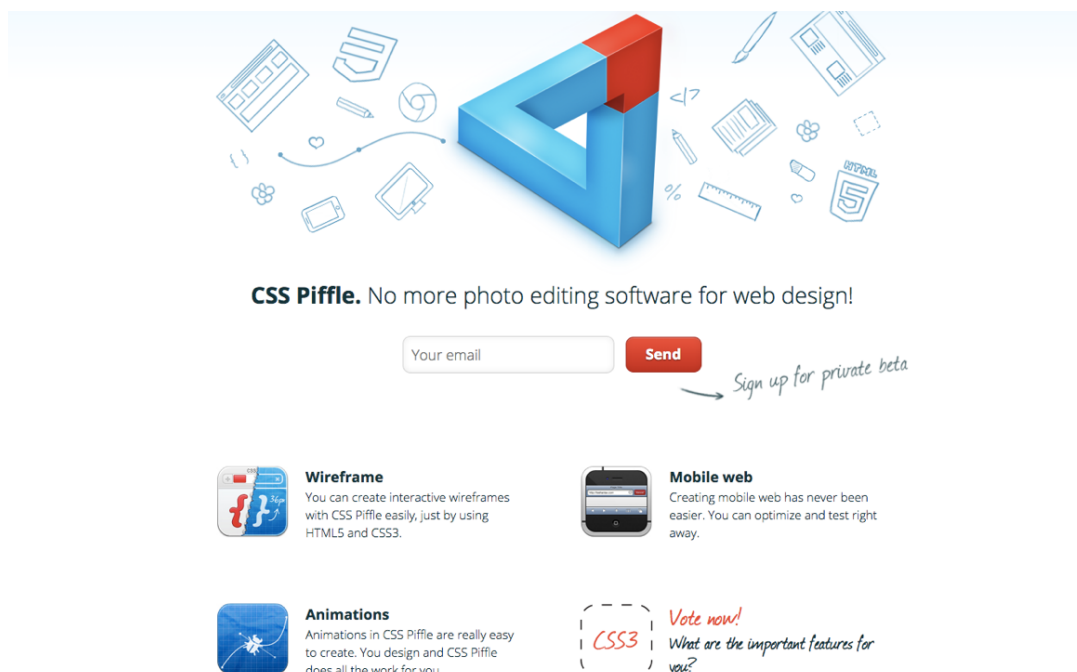 </>
%
HTML
5
CSS Piffle. No more photo editing software for web design!
Your email
Send
Sign up for private beta
Wireframe
You can create interactive wireframes
with CSS Piffle easily, just by using
HTML5 and CSS3.
Mobile web
Creating mobile web has never been
easier. You can optimize and test right
away.
Animations
Animations in CSS Piffle are really easy
to create. You design and CSS Piffle
does all the work for you
CSS3
Vote now!
What are the important features for
you?